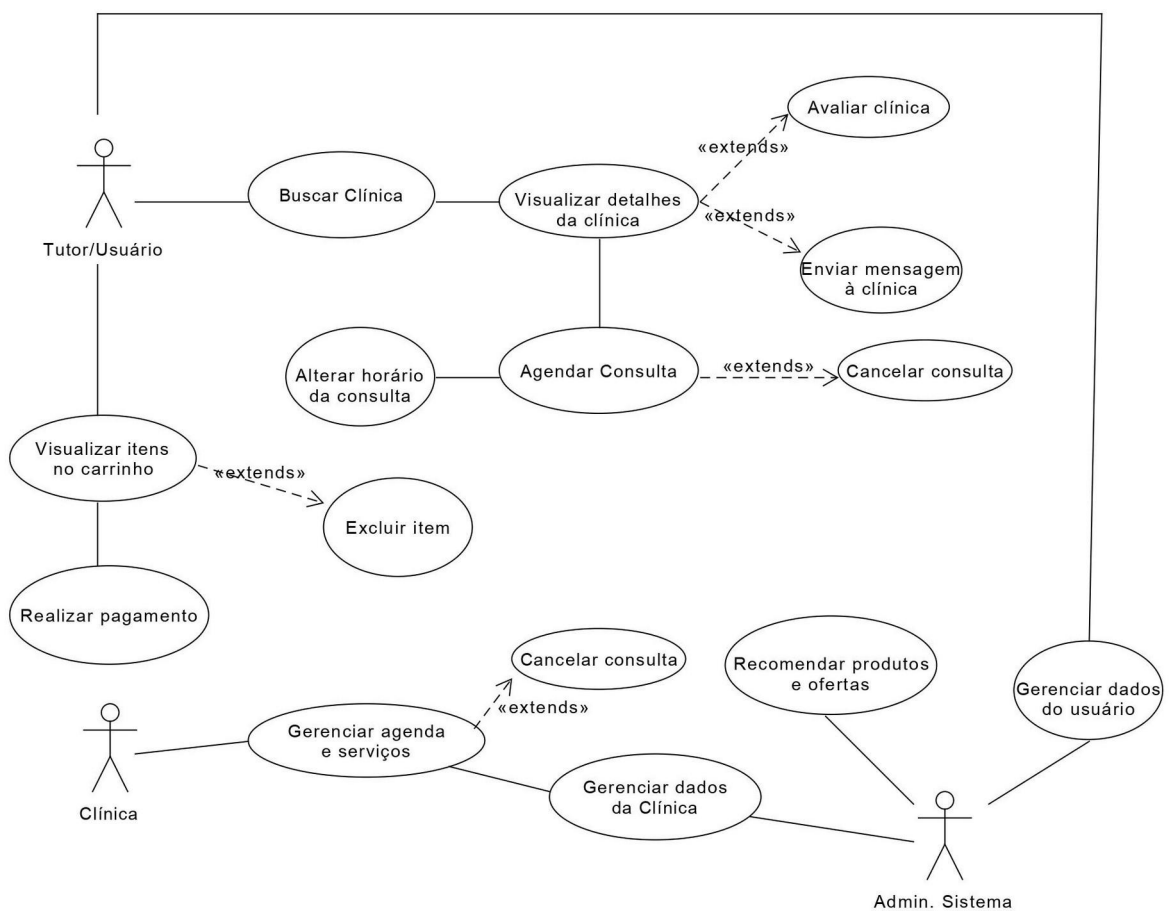 Avaliar clínica
«extends»
Buscar Clínica
Visualizar detalhes
da clínica
«extends»
Tutor/Usuário
Enviar mensagem
à clínica
Alterar horário
da consulta
Agendar Consulta
«extends»
Cancelar consulta
Visualizar itens
no carrinho
«extends»
Excluir item
Realizar pagamento
Cancelar consulta
Recomendar produtos
e ofertas
Gerenciar dados
do usuário
«extends»
Gerenciar agenda
e serviços
Clínica
Gerenciar dados
da Clínica
Admin. Sistema